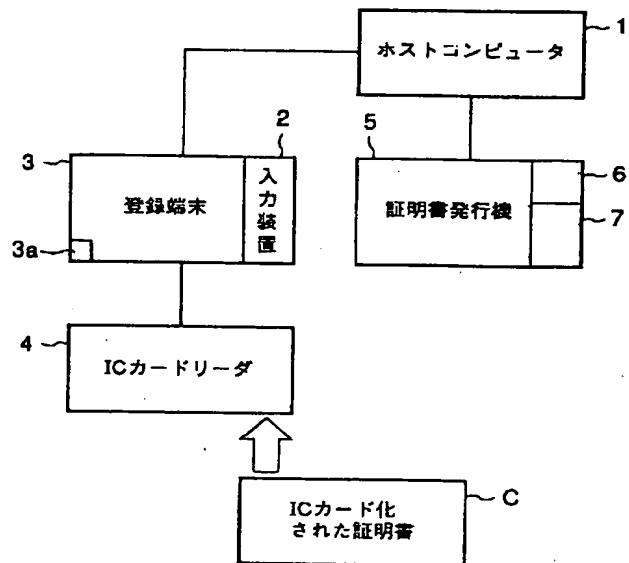 1
ホストコンピュータ
2
3
入力装置
登録端末
3a
5
6
証明書発行機
7
4
ICカードリーダ
C
ICカード化
された証明書